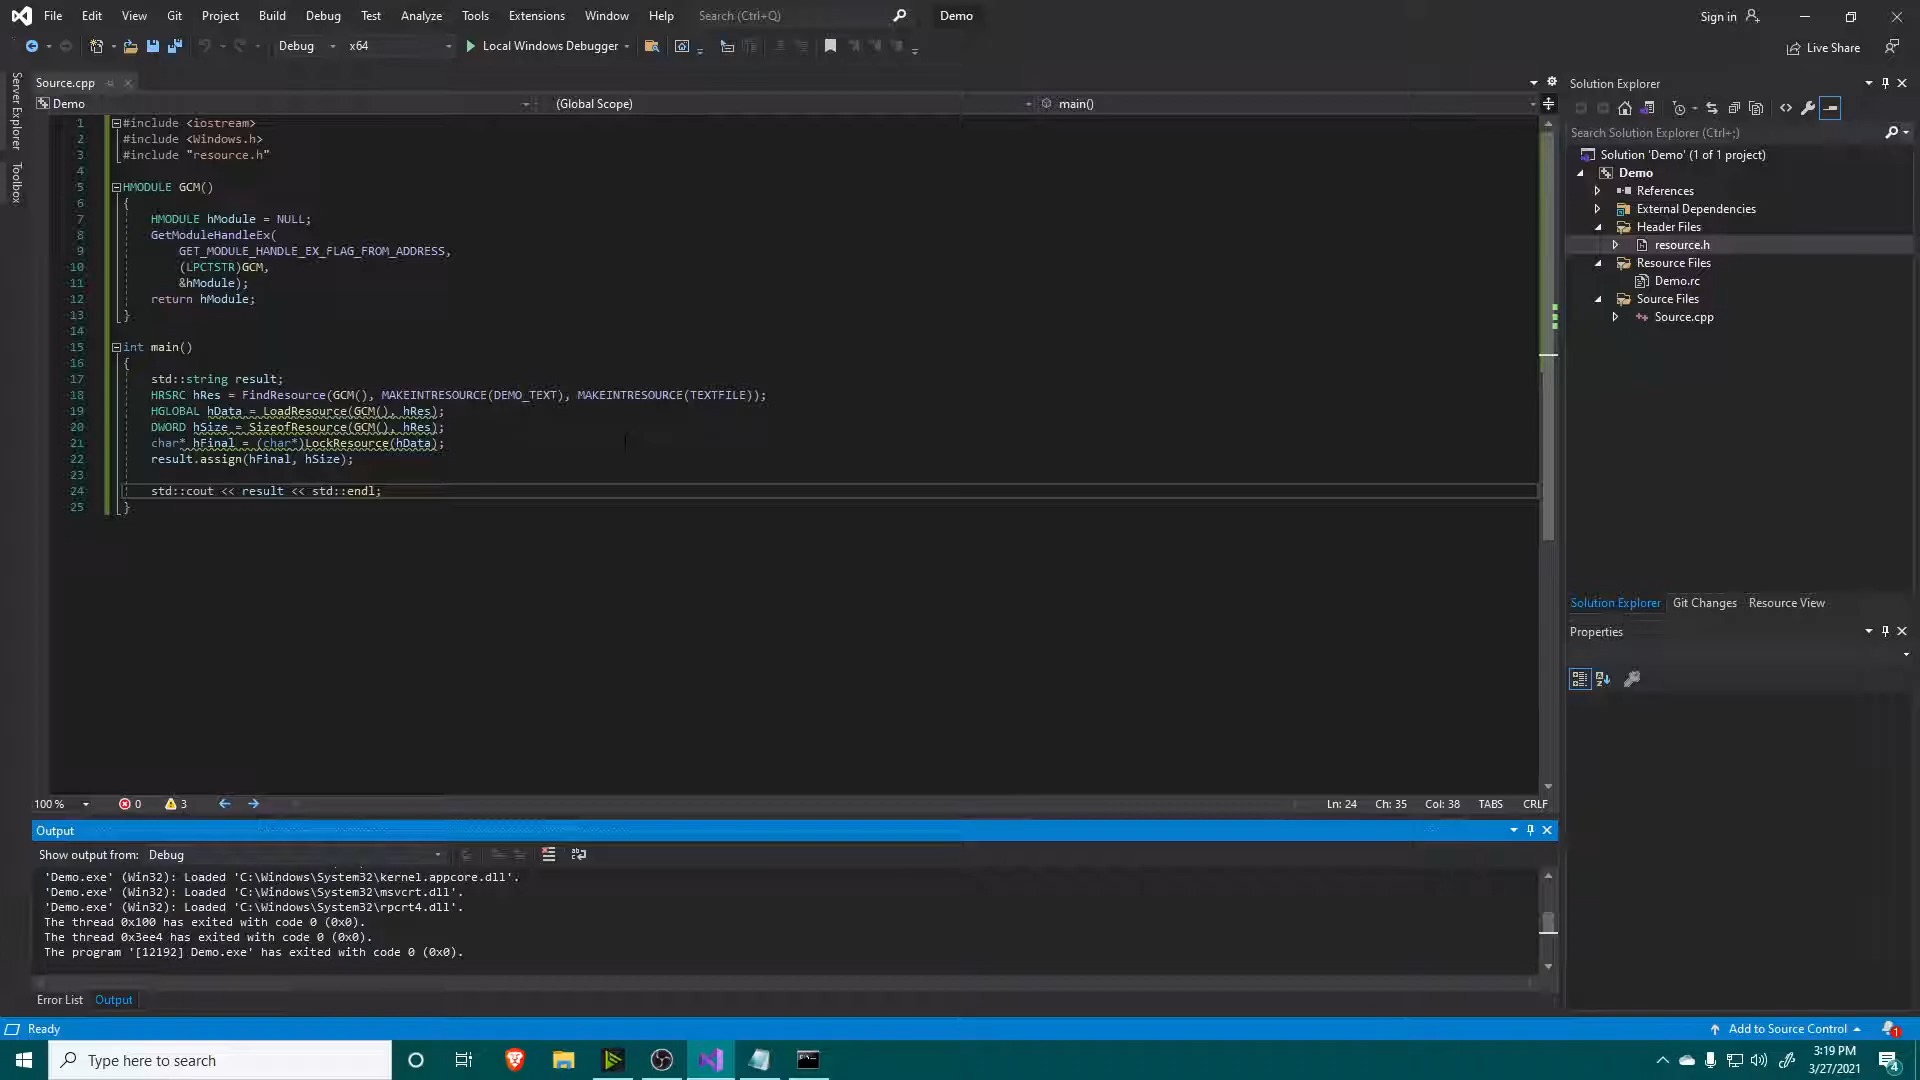 File Edit View Git Project Build Debug Test Analyze Tools Extensions Window Help Search (Ctrl+Q) Demo Sign in
Debug x64 Local Windows Debugger Live Share
Server Explorer
Toolbox
Source.cpp
Demo (Global Scope) main()
1 #include <iostream>
2 #include <Windows.h>
3 #include "resource.h"
4
5 HMODULE GCM()
6 {
7 HMODULE hModule = NULL;
8 GetModuleHandleEx(
9 GET_MODULE_HANDLE_EX_FLAG_FROM_ADDRESS,
10 (LPCTSTR)GCM,
11 &hModule);
12 return hModule;
13 }
14
15 int main()
16 {
17 std::string result;
18 HRSRC hRes = FindResource(GCM(), MAKEINTRESOURCE(DEMO_TEXT), MAKEINTRESOURCE(TEXTFILE));
19 HGLOBAL hData = LoadResource(GCM(), hRes);
20 DWORD hSize = SizeofResource(GCM(), hRes);
21 char* hFinal = (char*)LockResource(hData);
22 result.assign(hFinal, hSize);
23
24 std::cout << result << std::endl;
25 }
100 % 0 3 Ln: 24 Ch: 35 Col: 38 TABS CRLF
Output
Show output from: Debug
'Demo.exe' (Win32): Loaded 'C:\Windows\System32\kernel.appcore.dll'.
'Demo.exe' (Win32): Loaded 'C:\Windows\System32\msvcrt.dll'.
'Demo.exe' (Win32): Loaded 'C:\Windows\System32\rpcrt4.dll'.
The thread 0x100 has exited with code 0 (0x0).
The thread 0x3ee4 has exited with code 0 (0x0).
The program '[12192] Demo.exe' has exited with code 0 (0x0).
Error List Output
Solution Explorer
Search Solution Explorer (Ctrl+;)
Solution 'Demo' (1 of 1 project)
Demo
References
External Dependencies
Header Files
resource.h
Resource Files
Demo.rc
Source Files
Source.cpp
Solution Explorer Git Changes Resource View
Properties
Ready Add to Source Control 1
Type here to search
3:19 PM
3/27/2021
4